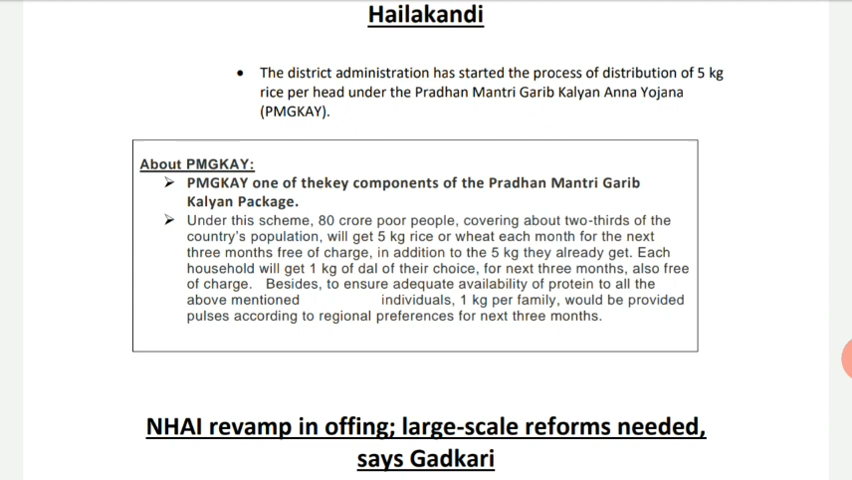 Hailakandi
• The district administration has started the process of distribution of 5 kg
rice per head under the Pradhan Mantri Garib Kalyan Anna Yojana
(PMGKAY).
About PMGKAY:
➢ PMGKAY one of thekey components of the Pradhan Mantri Garib
Kalyan Package.
➢ Under this scheme, 80 crore poor people, covering about two-thirds of the
country's population, will get 5 kg rice or wheat each month for the next
three months free of charge, in addition to the 5 kg they already get. Each
household will get 1 kg of dal of their choice, for next three months, also free
of charge. Besides, to ensure adequate availability of protein to all the
above mentioned individuals, 1 kg per family, would be provided
pulses according to regional preferences for next three months.
NHAI revamp in offing; large-scale reforms needed,
says Gadkari